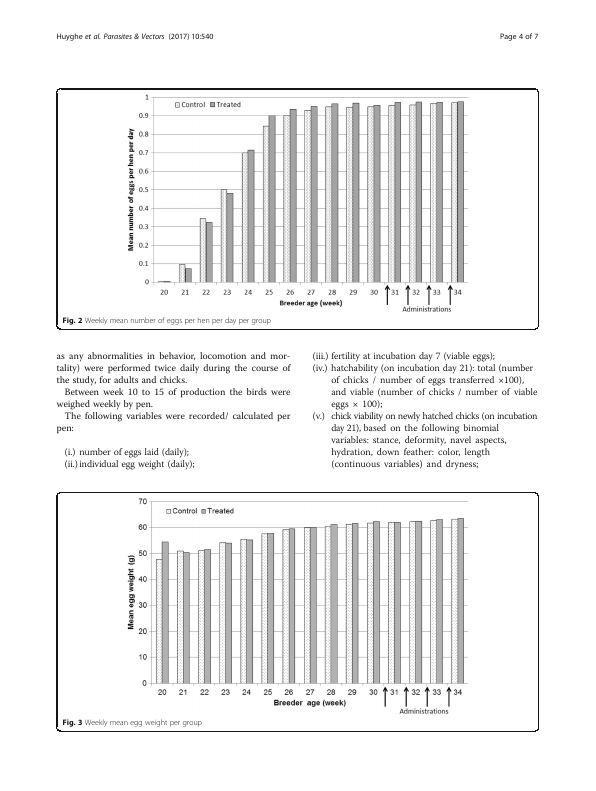 Huyghe et al. Parasites & Vectors (2017) 10:540
Page 4 of 7
1
0.9
0.8
0.7
0.6
0.5
0.4
0.3
0.2
0.1
0
Mean number of eggs per hen per day
Control Treated
20 21 22 23 24 25 26 27 28 29 30 31 32 33 34
Breeder age (week)
Administrations
Fig. 2 Weekly mean number of eggs per hen per day per group
as any abnormalities in behavior, locomotion and mor-
tality) were performed twice daily during the course of
the study, for adults and chicks.
Between week 10 to 15 of production the birds were
weighed weekly by pen.
The following variables were recorded/ calculated per
pen:
(i.) number of eggs laid (daily);
(ii.) individual egg weight (daily);
(iii.) fertility at incubation day 7 (viable eggs);
(iv.) hatchability (on incubation day 21): total (number
of chicks / number of eggs transferred ×100),
and viable (number of chicks / number of viable
eggs × 100);
(v.) chick viability on newly hatched chicks (on incubation
day 21), based on the following binomial
variables: stance, deformity, navel aspects,
hydration, down feather: color, length
(continuous variables) and dryness;
70
60
50
40
30
20
10
0
Mean egg weight (g)
Control Treated
20 21 22 23 24 25 26 27 28 29 30 31 32 33 34
Breeder age (week)
Administrations
Fig. 3 Weekly mean egg weight per group